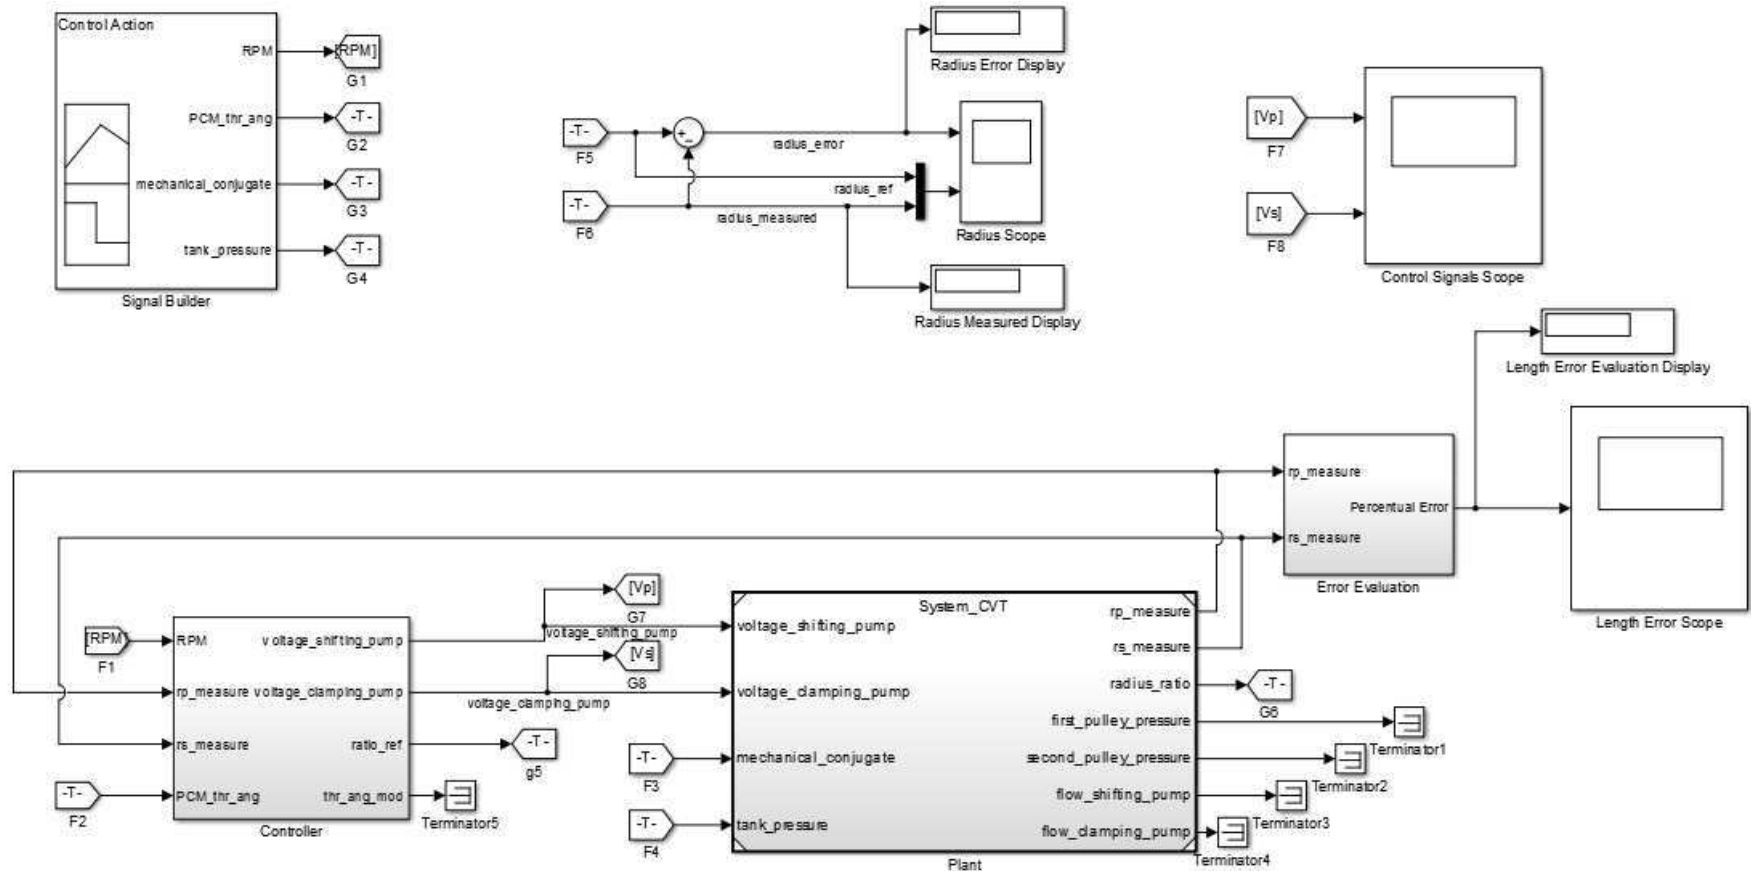 Control Action
RPM
[RPM]
G1
PCM_thr_ang
-T-
G2
mechanical_conjugate
-T-
G3
tank_pressure
-T-
G4
Signal Builder
Radius Error Display
-T-
F5
+
-
radius_error
radius_ref
-T-
F6
radius_measured
Radius Scope
Radius Measured Display
[Vp]
F7
[Vs]
F8
Control Signals Scope
Length Error Evaluation Display
rp_measure
Percentual Error
rs_measure
Error Evaluation
Length Error Scope
[RPM]
F1
RPM
rp_measure
rs_measure
-T-
F2
PCM_thr_ang
voltage_shifting_pump
voltage_clamping_pump
ratio_ref
thr_ang_mod
Controller
[Vp]
G7
voltage_shifting_pump
[Vs]
G8
voltage_clamping_pump
-T-
g5
Terminator5
-T-
F3
-T-
F4
System_CVT
voltage_shifting_pump
voltage_clamping_pump
mechanical_conjugate
tank_pressure
rp_measure
rs_measure
radius_ratio
first_pulley_pressure
second_pulley_pressure
flow_shifting_pump
flow_clamping_pump
Plant
-T-
G6
Terminator1
Terminator2
Terminator3
Terminator4